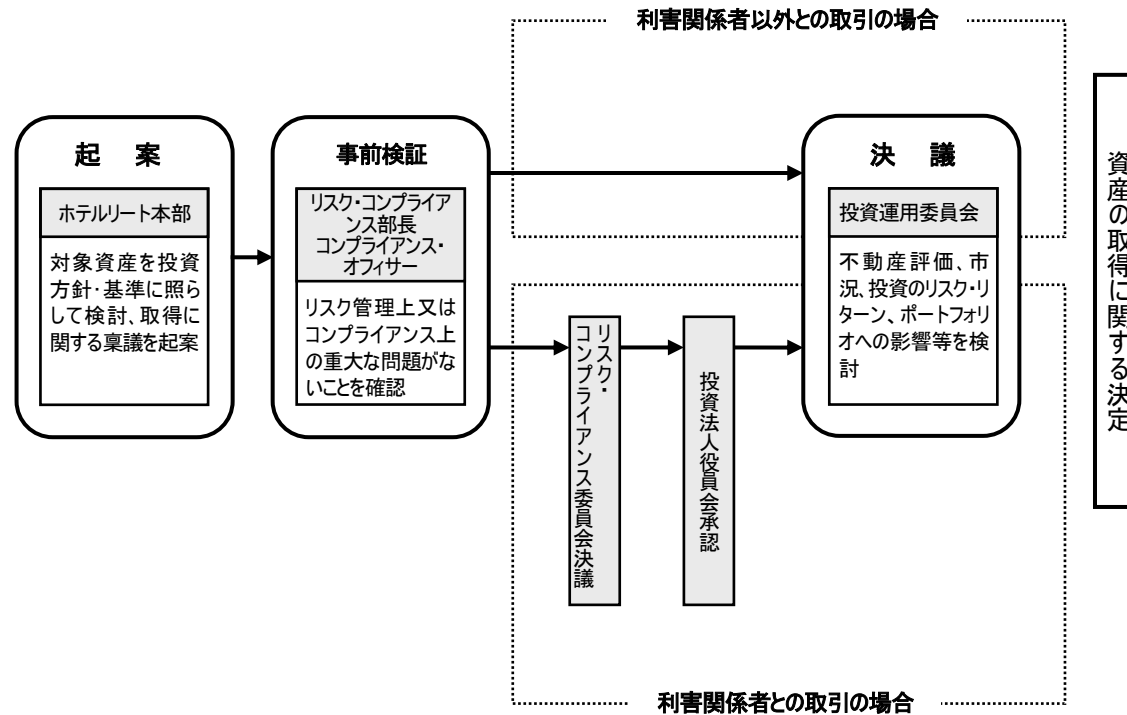 利害関係者以外との取引の場合
起　案
ホテルリート本部
対象資産を投資
方針・基準に照ら
して検討、取得に
関する稟議を起案
事前検証
リスク・コンプライア
ンス部長
コンプライアンス・
オフィサー
リスク管理上又は
コンプライアンス上
の重大な問題がな
いことを確認
リスク・
コンプライアンス委員会決議
投資法人役員会承認
決　議
投資運用委員会
不動産評価、市
況、投資のリスク・リ
ターン、ポートフォリ
オへの影響等を検
討
資産の取得に関する決定
利害関係者との取引の場合